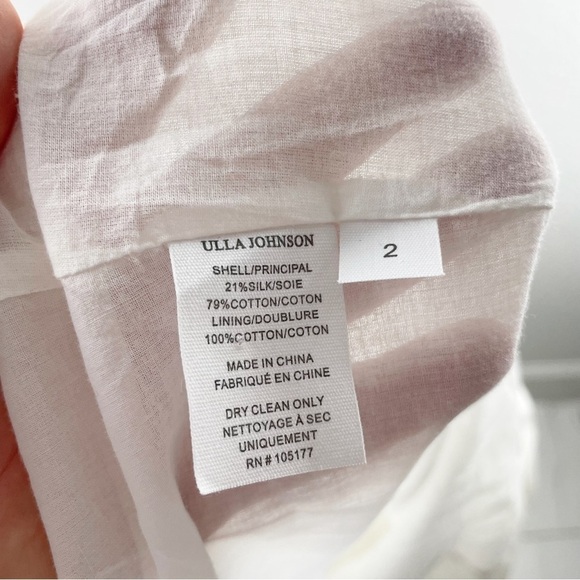 ULLA JOHNSON
SHELL/PRINCIPAL
21%SILK/SOIE
79%COTTON/COTON
LINING/DOUBLURE
100%COTTON/COTON
MADE IN CHINA
FABRIQUÉ EN CHINE
DRY CLEAN ONLY
NETTOYAGE À SEC
UNIQUEMENT
RN # 105177
2